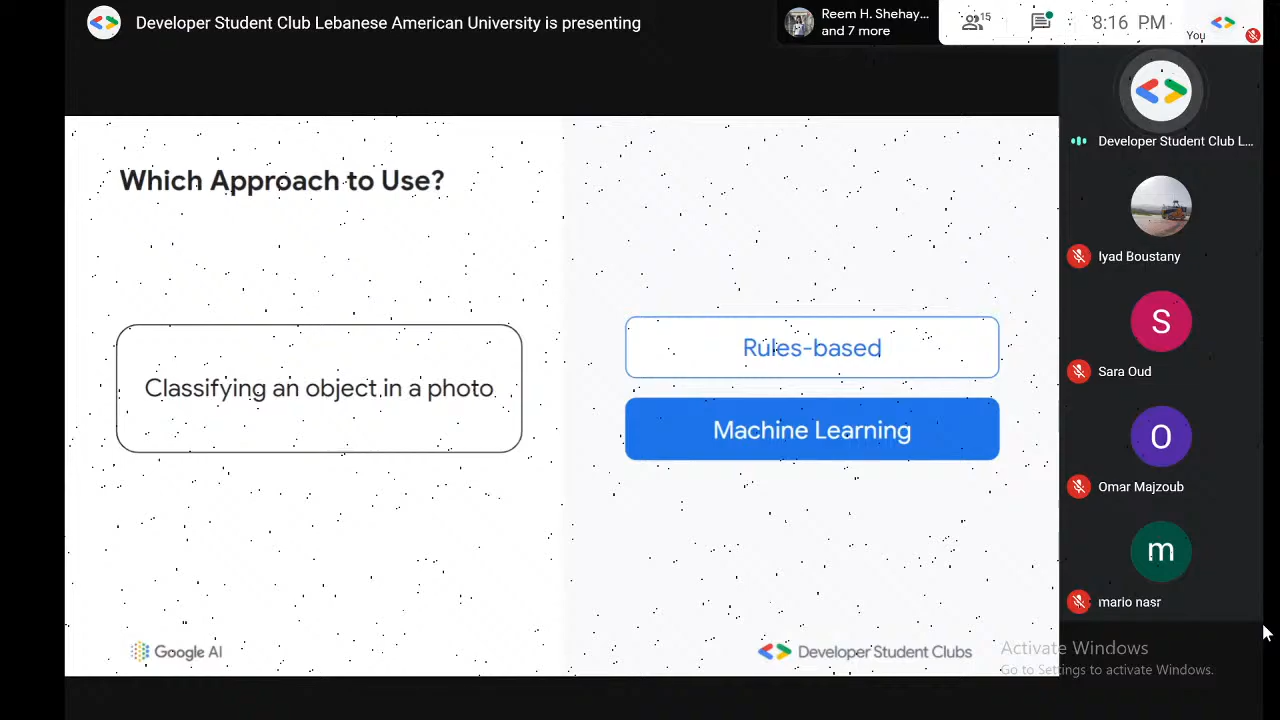 Developer Student Club Lebanese American University is presenting
Reem H. Shehay...
and 7 more
15
8:16 PM
You
Developer Student Club L...
Which Approach to Use?
Iyad Boustany
S
Sara Oud
Classifying an object in a photo
Rules-based
Machine Learning
O
Omar Majzoub
m
mario nasr
Google AI
Developer Student Clubs
Activate Windows
Go to Settings to activate Windows.